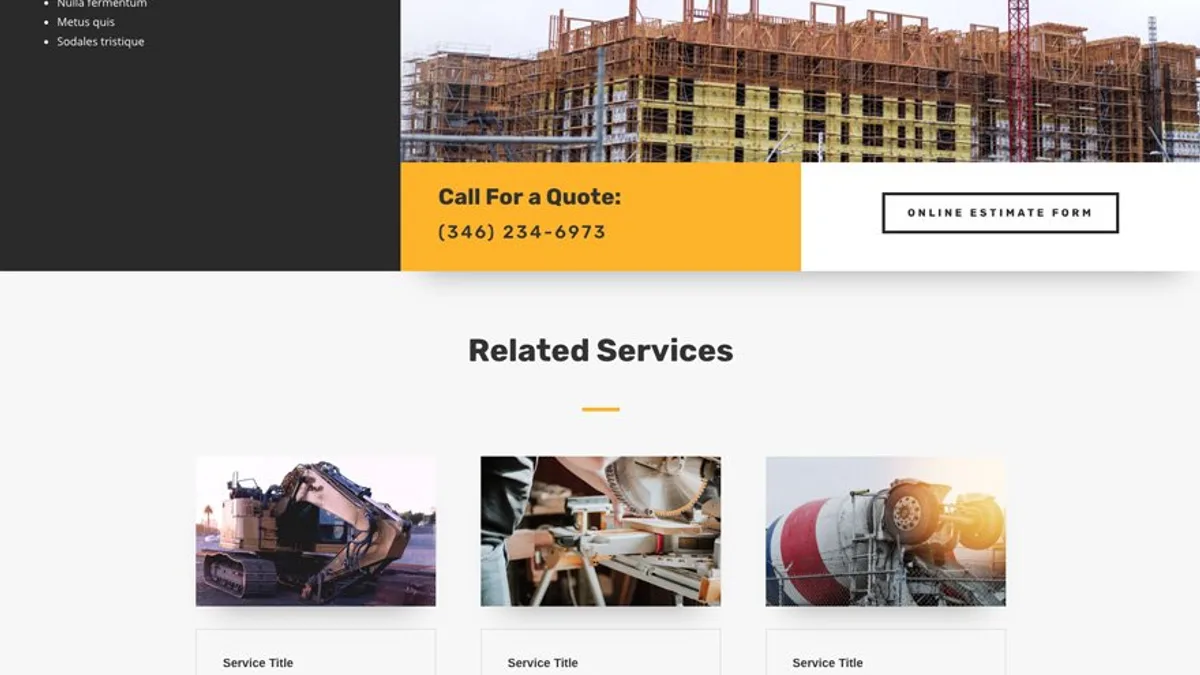 Nulla fermentum
Metus quis
Sodales tristique
Call For a Quote:
(346) 234-6973
ONLINE ESTIMATE FORM
Related Services
Service Title
Service Title
Service Title